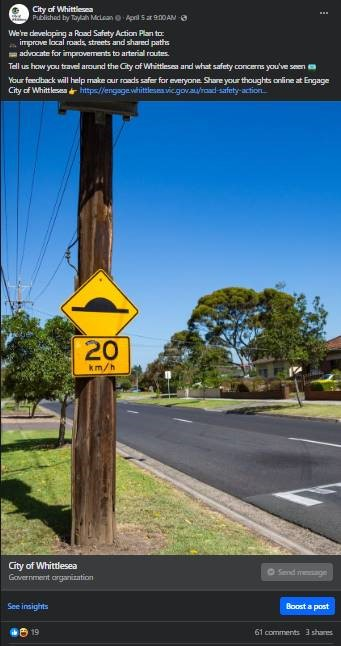 City of Whittlesea
Published by Taylah McLean
· April 5 at 9:00 AM ·
We're developing a Road Safety Action Plan to:
improve local roads, streets and shared paths
advocate for improvements to arterial routes.
Tell us how you travel around the City of Whittlesea and what safety concerns you've seen
Your feedback will help make our roads safer for everyone. Share your thoughts online at Engage
City of Whittlesea 👉 https://engage.whittlesea.vic.gov.au/road-safety-action...
20
km/h
City of Whittlesea
Government organization
Send message
See insights
Boost a post
19
61 comments 3 shares